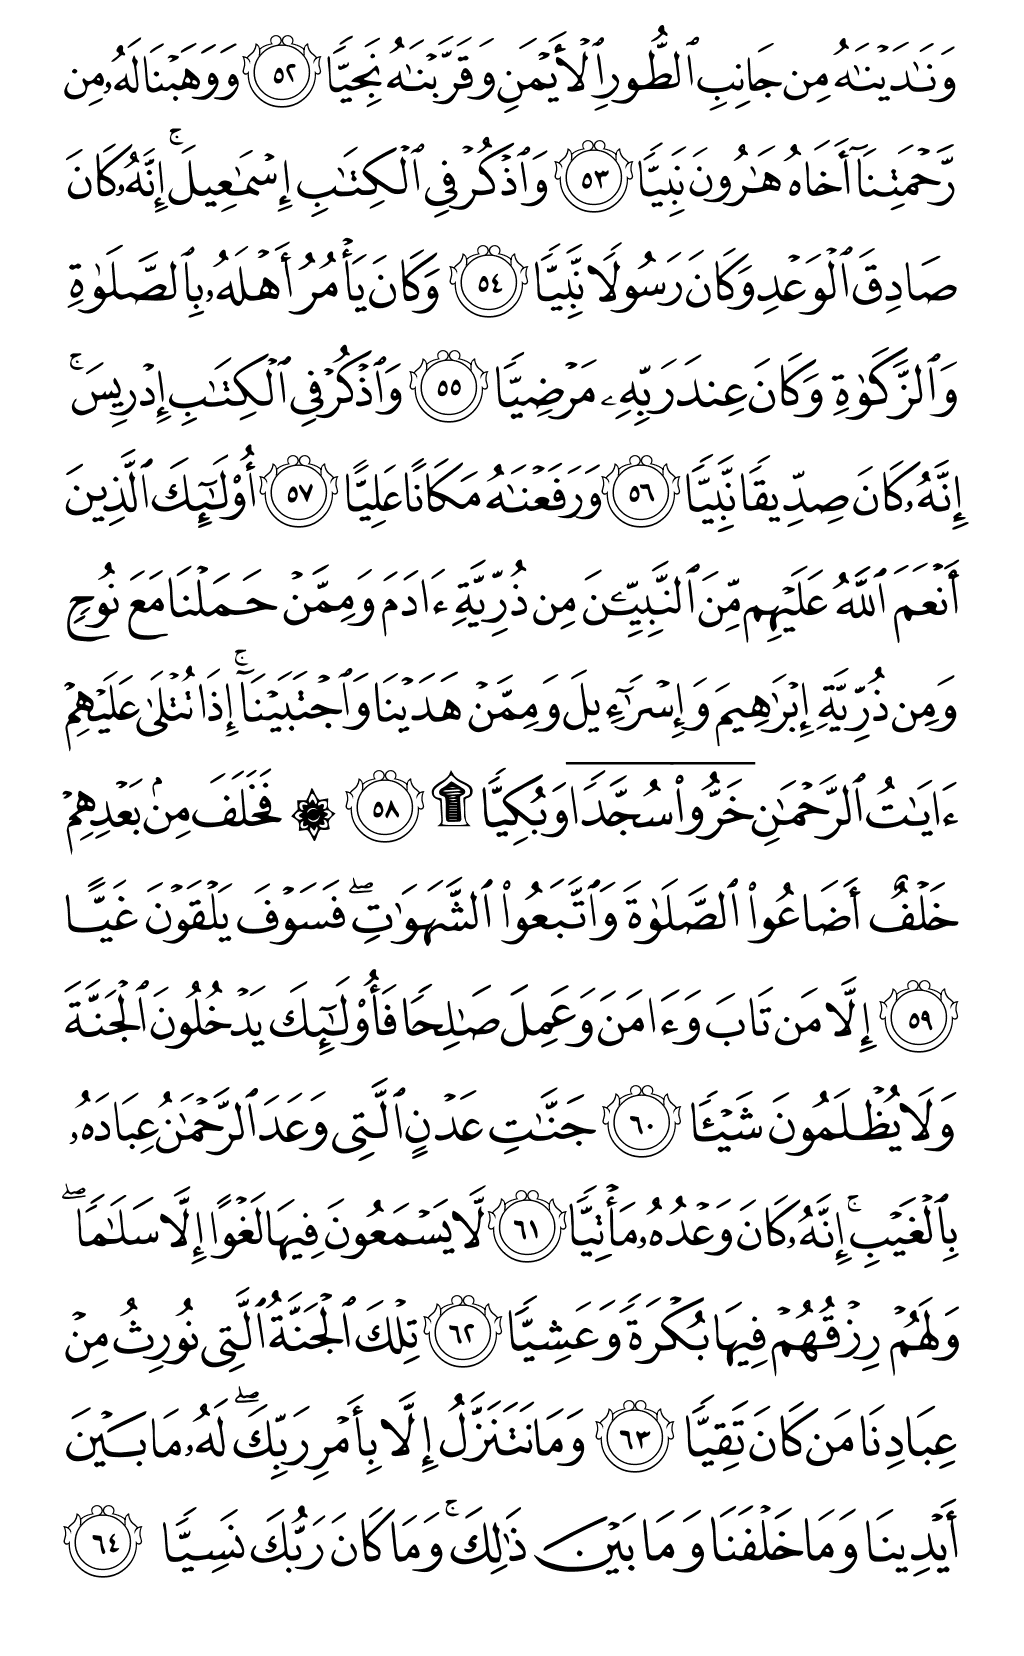 وَنَٰدَيْنَٰهُ مِن جَانِبِ ٱلطُّورِ ٱلْأَيْمَنِ وَقَرَّبْنَٰهُ نَجِيًّا ٥٢ وَوَهَبْنَا لَهُۥ مِن
رَّحْمَتِنَآ أَخَاهُ هَٰرُونَ نَبِيًّا ٥٣ وَٱذْكُرْ فِى ٱلْكِتَٰبِ إِسْمَٰعِيلَ ۚ إِنَّهُۥ كَانَ
صَادِقَ ٱلْوَعْدِ وَكَانَ رَسُولًا نَّبِيًّا ٥٤ وَكَانَ يَأْمُرُ أَهْلَهُۥ بِٱلصَّلَوٰةِ
وَٱلزَّكَوٰةِ وَكَانَ عِندَ رَبِّهِۦ مَرْضِيًّا ٥٥ وَٱذْكُرْ فِى ٱلْكِتَٰبِ إِدْرِيسَ ۚ
إِنَّهُۥ كَانَ صِدِّيقًا نَّبِيًّا ٥٦ وَرَفَعْنَٰهُ مَكَانًا عَلِيًّا ٥٧ أُو۟لَٰٓئِكَ ٱلَّذِينَ
أَنْعَمَ ٱللَّهُ عَلَيْهِم مِّنَ ٱلنَّبِيِّـۧنَ مِن ذُرِّيَّةِ ءَادَمَ وَمِمَّنْ حَمَلْنَا مَعَ نُوحٍ
وَمِن ذُرِّيَّةِ إِبْرَٰهِيمَ وَإِسْرَٰٓءِيلَ وَمِمَّنْ هَدَيْنَا وَٱجْتَبَيْنَآ ۚ إِذَا تُتْلَىٰ عَلَيْهِمْ
ءَايَٰتُ ٱلرَّحْمَٰنِ خَرُّوا۟ سُجَّدًا وَبُكِيًّا ۩ ٥٨ ۞ فَخَلَفَ مِنۢ بَعْدِهِمْ
خَلْفٌ أَضَاعُوا۟ ٱلصَّلَوٰةَ وَٱتَّبَعُوا۟ ٱلشَّهَوَٰتِ ۖ فَسَوْفَ يَلْقَوْنَ غَيًّا
٥٩ إِلَّا مَن تَابَ وَءَامَنَ وَعَمِلَ صَٰلِحًا فَأُو۟لَٰٓئِكَ يَدْخُلُونَ ٱلْجَنَّةَ
وَلَا يُظْلَمُونَ شَيْـًٔا ٦٠ جَنَّٰتِ عَدْنٍ ٱلَّتِى وَعَدَ ٱلرَّحْمَٰنُ عِبَادَهُۥ
بِٱلْغَيْبِ ۚ إِنَّهُۥ كَانَ وَعْدُهُۥ مَأْتِيًّا ٦١ لَّا يَسْمَعُونَ فِيهَا لَغْوًا إِلَّا سَلَٰمًا ۖ
وَلَهُمْ رِزْقُهُمْ فِيهَا بُكْرَةً وَعَشِيًّا ٦٢ تِلْكَ ٱلْجَنَّةُ ٱلَّتِى نُورِثُ مِنْ
عِبَادِنَا مَن كَانَ تَقِيًّا ٦٣ وَمَا نَتَنَزَّلُ إِلَّا بِأَمْرِ رَبِّكَ ۖ لَهُۥ مَا بَيْنَ
أَيْدِينَا وَمَا خَلْفَنَا وَمَا بَيْنَ ذَٰلِكَ ۚ وَمَا كَانَ رَبُّكَ نَسِيًّا ٦٤